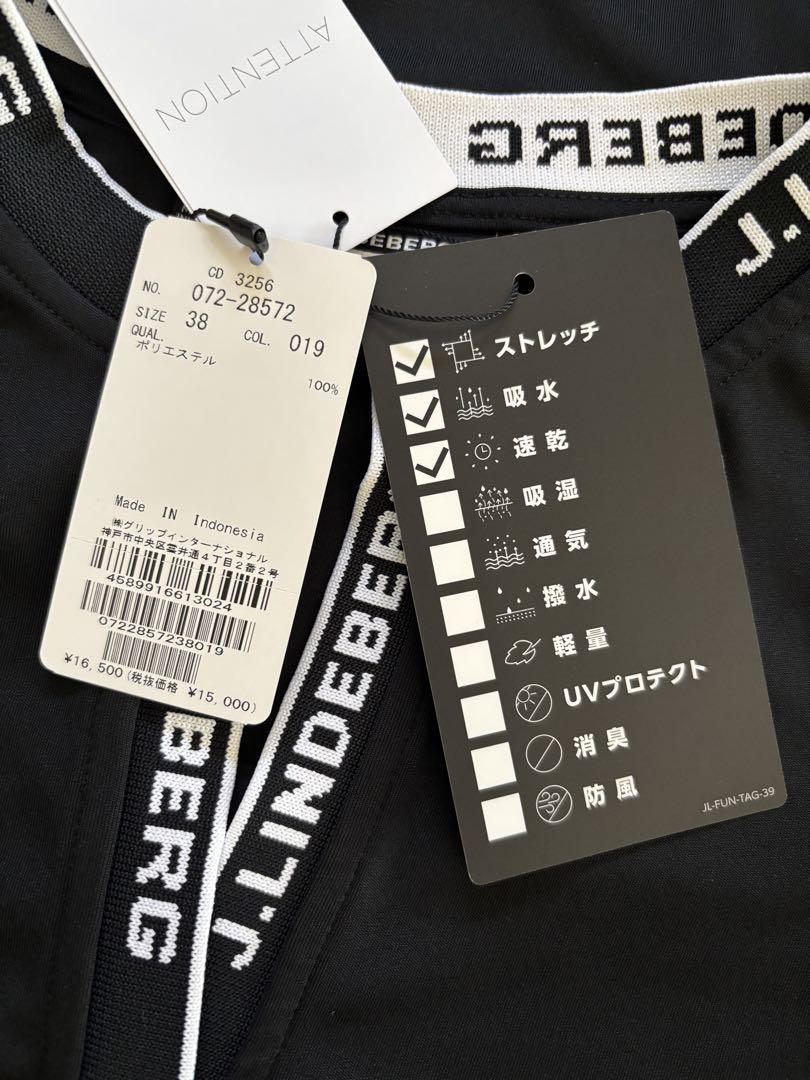 ATTENTION
DEBERG
J.L
CD 3256
NO. 072-28572
SIZE 38 COL. 019
QUAL.
ポリエステル
100%
Made IN Indonesia
㈱グリップインターナショナル
神戸市中央区雲井通4丁目2番2号
4589916613024
0722857238019
¥16,500(税抜価格 ¥15,000)
ストレッチ
吸水
速乾
吸湿
通気
撥水
軽量
UVプロテクト
消臭
防風
JL-FUN-TAG-39
BERG
J.LINDEBER